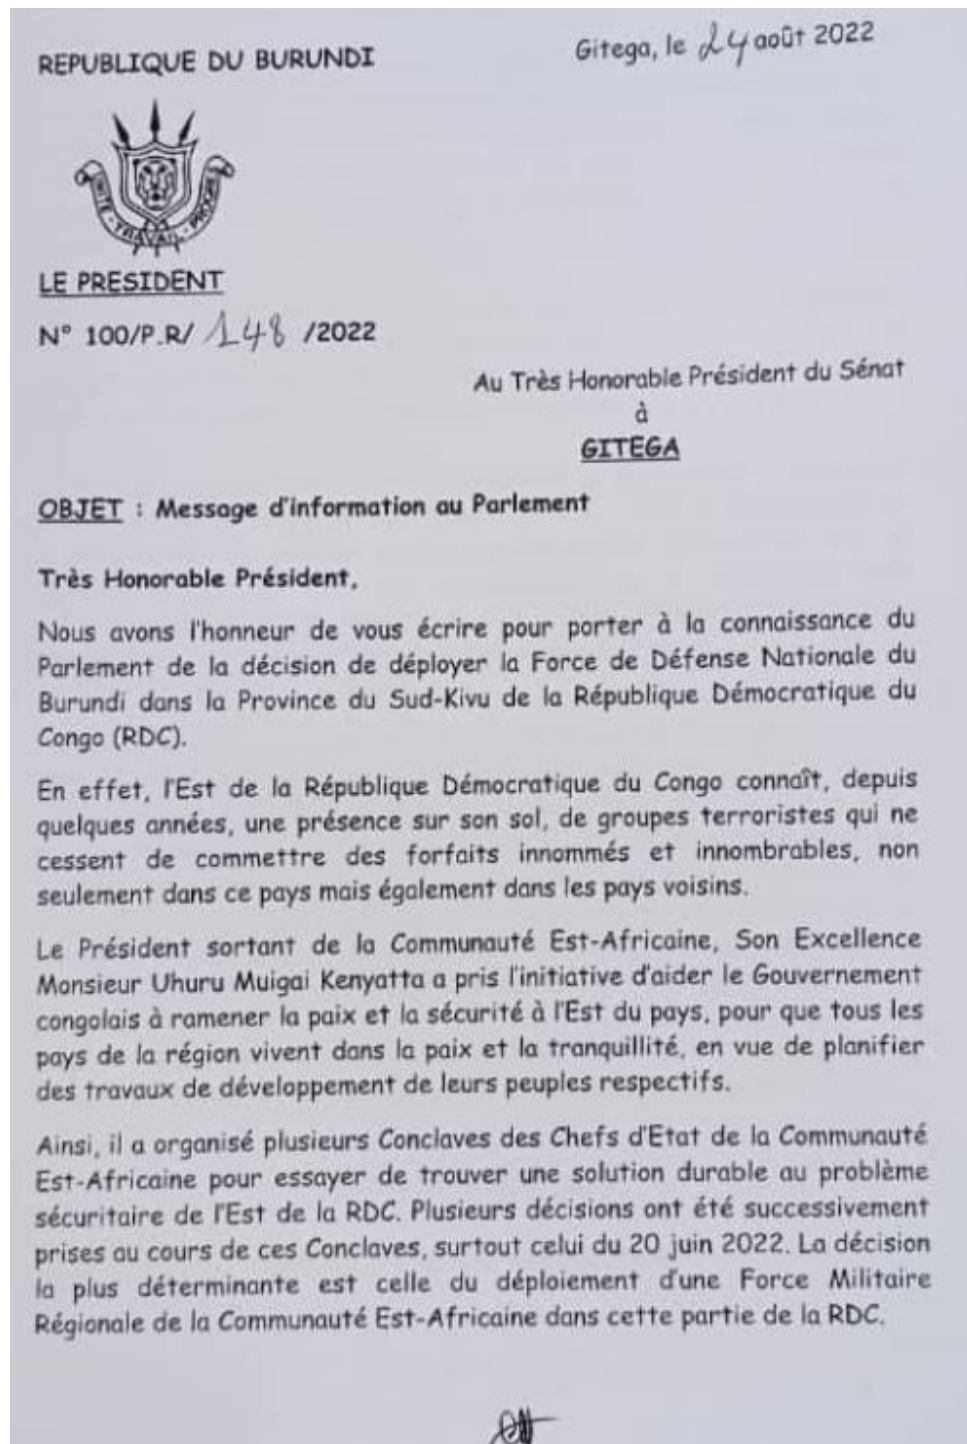 REPUBLIQUE DU BURUNDI
Gitega, le 24 août 2022
UNITE - TRAVAIL - PROGRES
LE PRESIDENT
N° 100/P.R/ 148 /2022
Au Très Honorable Président du Sénat
à
GITEGA
OBJET : Message d'information au Parlement
Très Honorable Président,
Nous avons l'honneur de vous écrire pour porter à la connaissance du
Parlement de la décision de déployer la Force de Défense Nationale du
Burundi dans la Province du Sud-Kivu de la République Démocratique du
Congo (RDC).
En effet, l'Est de la République Démocratique du Congo connaît, depuis
quelques années, une présence sur son sol, de groupes terroristes qui ne
cessent de commettre des forfaits innommés et innombrables, non
seulement dans ce pays mais également dans les pays voisins.
Le Président sortant de la Communauté Est-Africaine, Son Excellence
Monsieur Uhuru Muigai Kenyatta a pris l'initiative d'aider le Gouvernement
congolais à ramener la paix et la sécurité à l'Est du pays, pour que tous les
pays de la région vivent dans la paix et la tranquillité, en vue de planifier
des travaux de développement de leurs peuples respectifs.
Ainsi, il a organisé plusieurs Conclaves des Chefs d'Etat de la Communauté
Est-Africaine pour essayer de trouver une solution durable au problème
sécuritaire de l'Est de la RDC. Plusieurs décisions ont été successivement
prises au cours de ces Conclaves, surtout celui du 20 juin 2022. La décision
la plus déterminante est celle du déploiement d'une Force Militaire
Régionale de la Communauté Est-Africaine dans cette partie de la RDC.